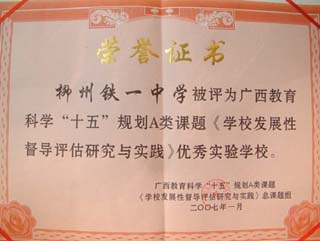 荣誉证书
柳州铁一中学被评为广西教育
科学“十五”规划A类课题《学校发展性
督导评估研究与实践》优秀实验学校。
广西教育科学“十五”规划A类课题
《学校发展性督导评估研究与实践》总课题组
二〇〇七年一月